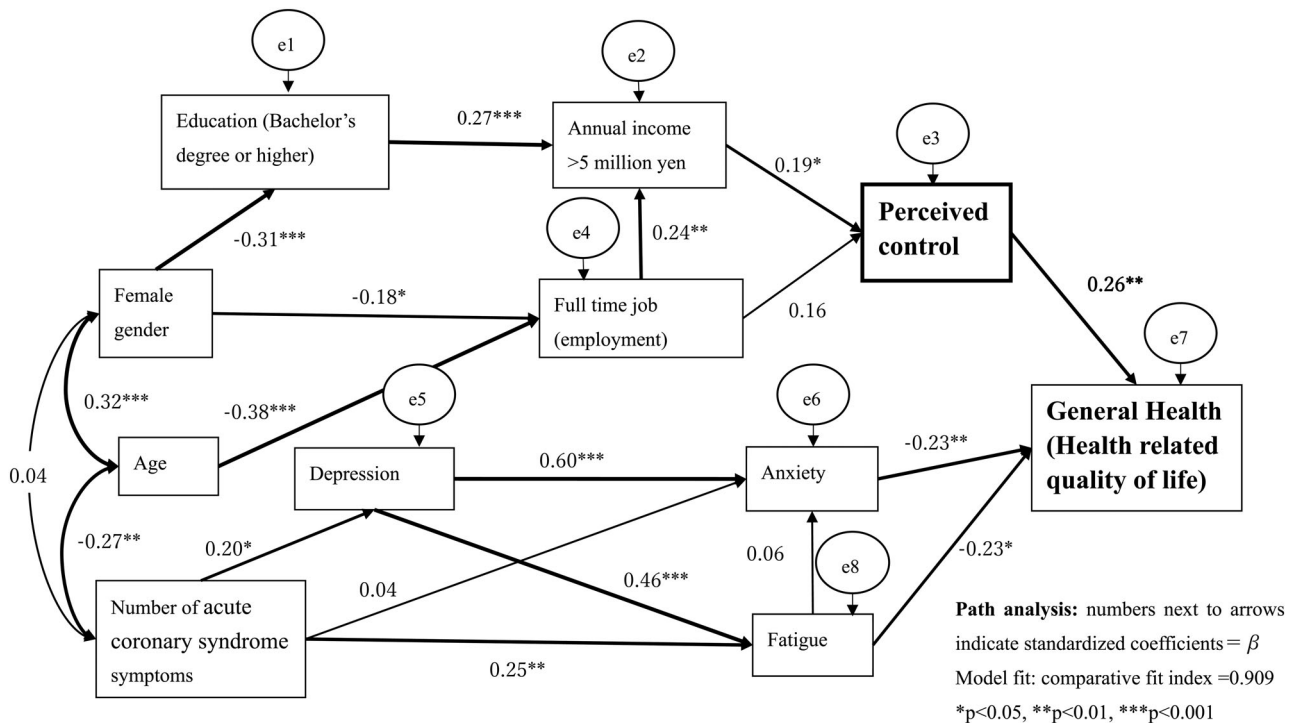 e1
e2
Education (Bachelor's
degree or higher)
0.27***
Annual income
>5 million yen
e3
0.19*
Perceived
control
-0.31***
e4
0.24**
Female
gender
-0.18*
Full time job
(employment)
0.16
0.26**
e7
0.32***
-0.38***
e5
e6
General Health
(Health related
quality of life)
-0.23**
0.04
Age
Depression
0.60***
Anxiety
-0.27**
0.20*
0.04
0.46***
0.06
e8
-0.23*
Number of acute
coronary syndrome
symptoms
0.25**
Fatigue
Path analysis: numbers next to arrows
indicate standardized coefficients = β
Model fit: comparative fit index =0.909
*p<0.05, **p<0.01, ***p<0.001